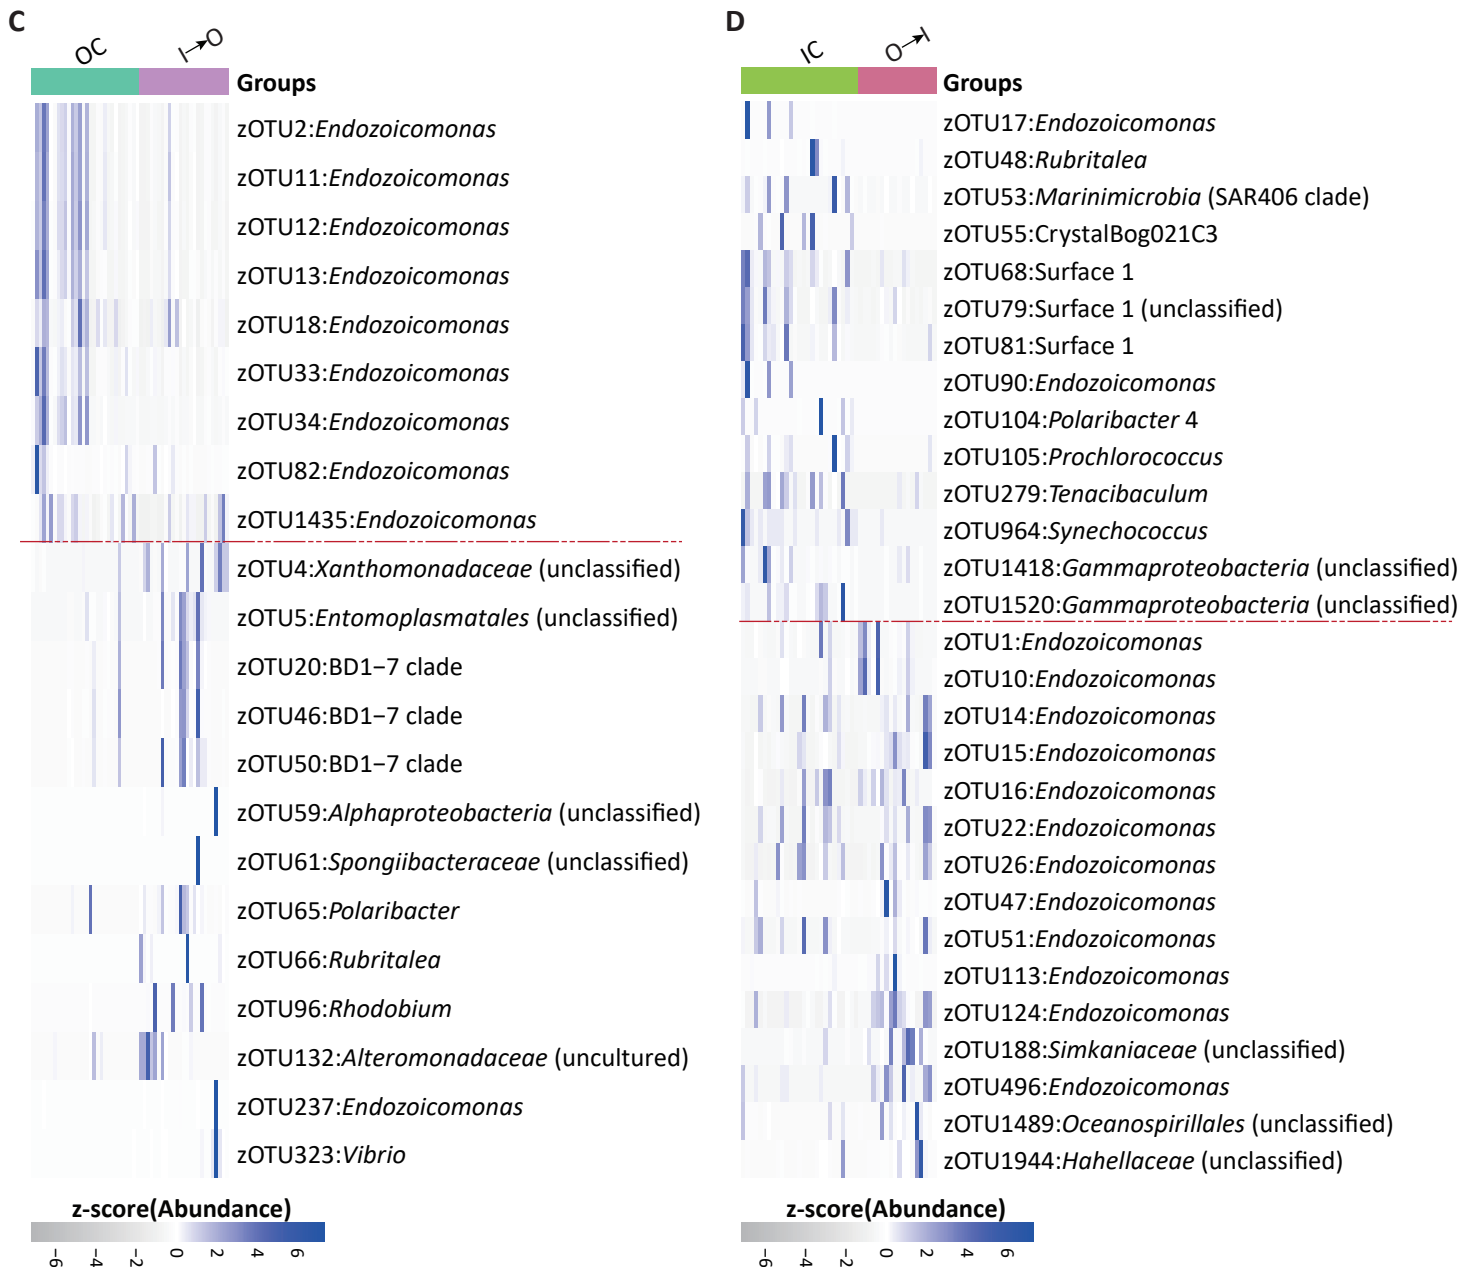 C
OC
I→O
Groups
zOTU2:Endozoicomonas
zOTU11:Endozoicomonas
zOTU12:Endozoicomonas
zOTU13:Endozoicomonas
zOTU18:Endozoicomonas
zOTU33:Endozoicomonas
zOTU34:Endozoicomonas
zOTU82:Endozoicomonas
zOTU1435:Endozoicomonas
zOTU4:Xanthomonadaceae (unclassified)
zOTU5:Entomoplasmatales (unclassified)
zOTU20:BD1−7 clade
zOTU46:BD1−7 clade
zOTU50:BD1−7 clade
zOTU59:Alphaproteobacteria (unclassified)
zOTU61:Spongiibacteraceae (unclassified)
zOTU65:Polaribacter
zOTU66:Rubritalea
zOTU96:Rhodobium
zOTU132:Alteromonadaceae (uncultured)
zOTU237:Endozoicomonas
zOTU323:Vibrio
z-score(Abundance)
−6 −4 −2 0 2 4 6
D
IC
O→I
Groups
zOTU17:Endozoicomonas
zOTU48:Rubritalea
zOTU53:Marinimicrobia (SAR406 clade)
zOTU55:CrystalBog021C3
zOTU68:Surface 1
zOTU79:Surface 1 (unclassified)
zOTU81:Surface 1
zOTU90:Endozoicomonas
zOTU104:Polaribacter 4
zOTU105:Prochlorococcus
zOTU279:Tenacibaculum
zOTU964:Synechococcus
zOTU1418:Gammaproteobacteria (unclassified)
zOTU1520:Gammaproteobacteria (unclassified)
zOTU1:Endozoicomonas
zOTU10:Endozoicomonas
zOTU14:Endozoicomonas
zOTU15:Endozoicomonas
zOTU16:Endozoicomonas
zOTU22:Endozoicomonas
zOTU26:Endozoicomonas
zOTU47:Endozoicomonas
zOTU51:Endozoicomonas
zOTU113:Endozoicomonas
zOTU124:Endozoicomonas
zOTU188:Simkaniaceae (unclassified)
zOTU496:Endozoicomonas
zOTU1489:Oceanospirillales (unclassified)
zOTU1944:Hahellaceae (unclassified)
z-score(Abundance)
−6 −4 −2 0 2 4 6